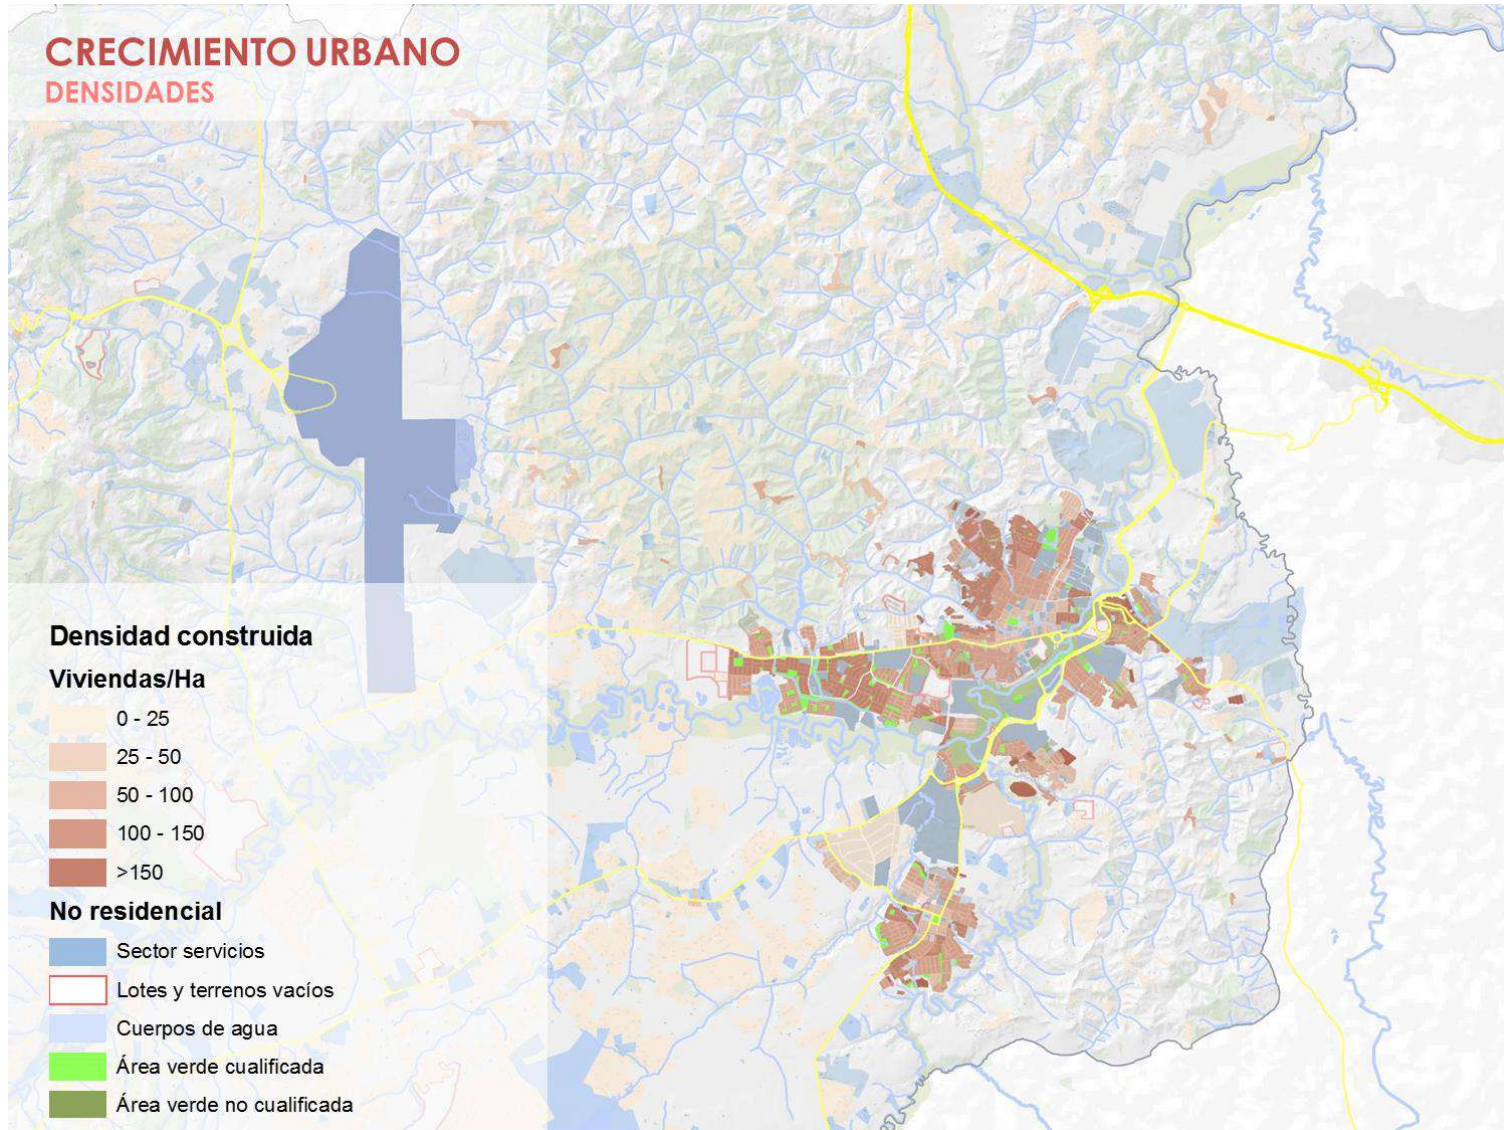 CRECIMIENTO URBANO
DENSIDADES
Densidad construida
Viviendas/Ha
0 - 25
25 - 50
50 - 100
100 - 150
>150
No residencial
Sector servicios
Lotes y terrenos vacíos
Cuerpos de agua
Área verde cualificada
Área verde no cualificada